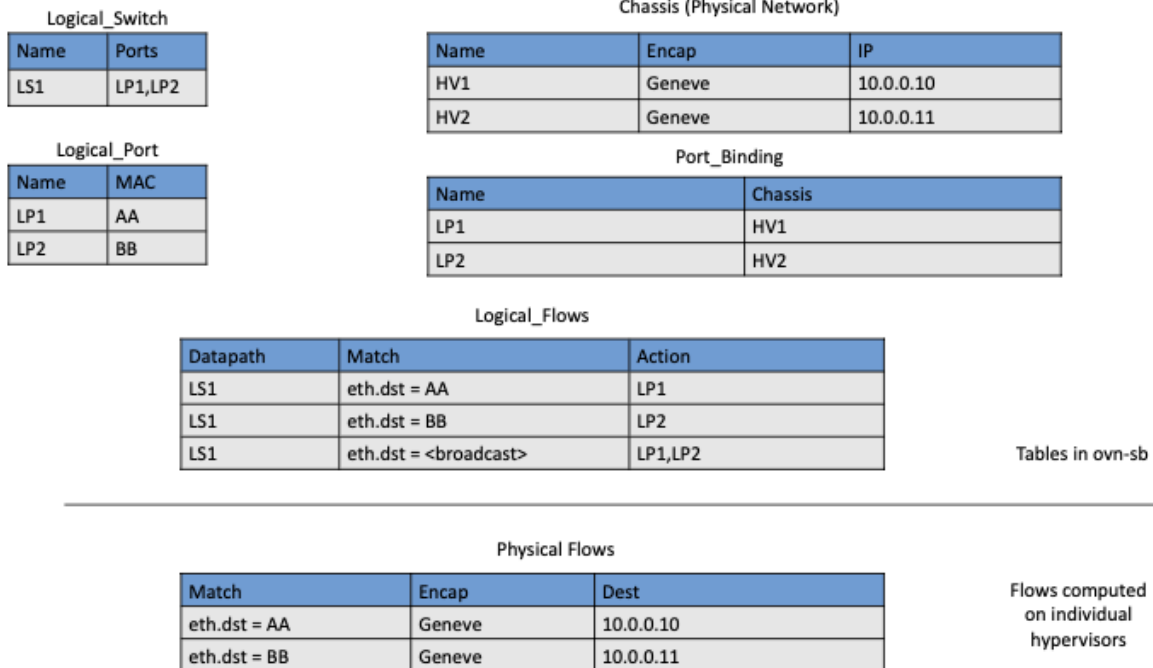 Logical_Switch
Name Ports
LS1 LP1,LP2
Chassis (Physical Network)
Name Encap IP
HV1 Geneve 10.0.0.10
HV2 Geneve 10.0.0.11
Logical_Port
Name MAC
LP1 AA
LP2 BB
Port_Binding
Name Chassis
LP1 HV1
LP2 HV2
Logical_Flows
Datapath Match Action
LS1 eth.dst = AA LP1
LS1 eth.dst = BB LP2
LS1 eth.dst = <broadcast> LP1,LP2
Tables in ovn-sb
Physical Flows
Match Encap Dest
eth.dst = AA Geneve 10.0.0.10
eth.dst = BB Geneve 10.0.0.11
Flows computed
on individual
hypervisors